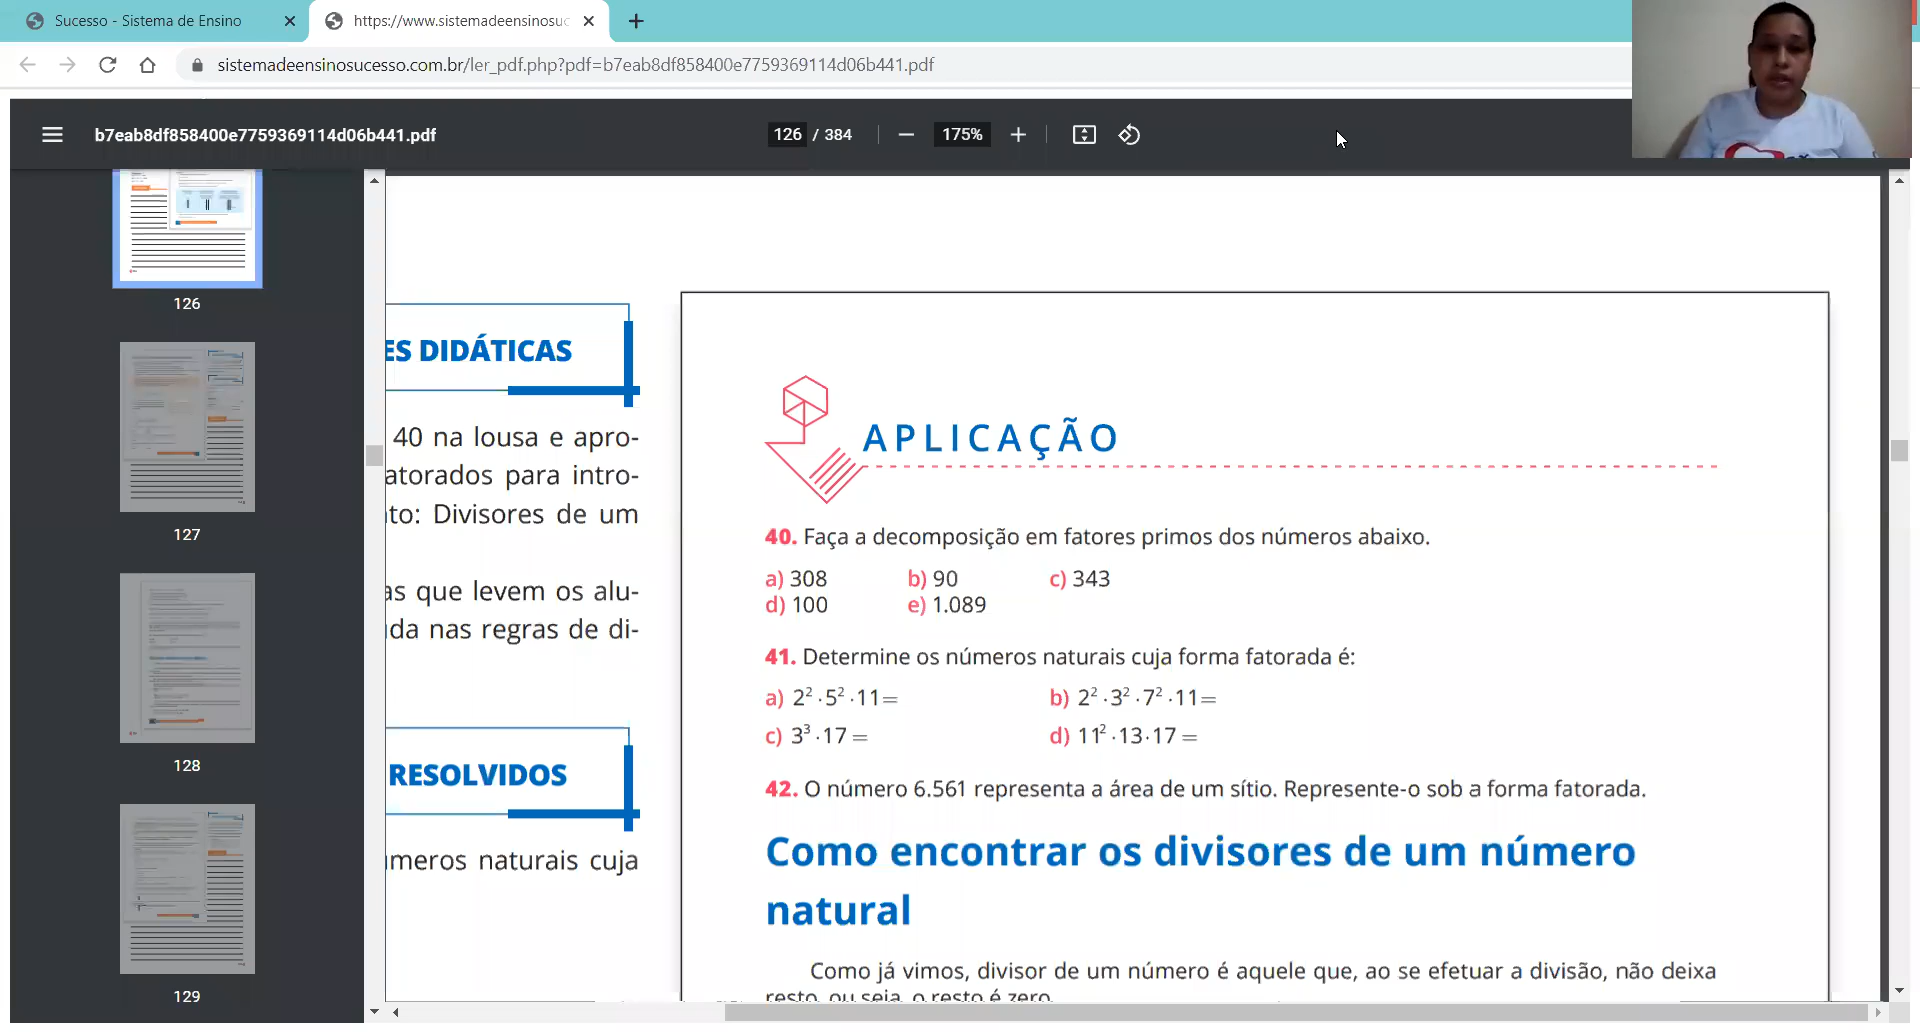 Sucesso - Sistema de Ensino
https://www.sistemadeensinosuc
sistemadeensinosucesso.com.br/ler_pdf.php?pdf=b7eab8df858400e7759369114d06b441.pdf
b7eab8df858400e7759369114d06b441.pdf
126 / 384
175%
126
127
128
129
ES DIDÁTICAS
40 na lousa e apro-
atorados para intro-
to: Divisores de um
as que levem os alu-
da nas regras de di-
RESOLVIDOS
meros naturais cuja
APLICAÇÃO
40. Faça a decomposição em fatores primos dos números abaixo.
a) 308 b) 90 c) 343
d) 100 e) 1.089
41. Determine os números naturais cuja forma fatorada é:
a) 2² · 5² · 11 = b) 2² · 3² · 7² · 11 =
c) 3³ · 17 = d) 11² · 13 · 17 =
42. O número 6.561 representa a área de um sítio. Represente-o sob a forma fatorada.
Como encontrar os divisores de um número
natural
Como já vimos, divisor de um número é aquele que, ao se efetuar a divisão, não deixa
resto, ou seja, o resto é zero.